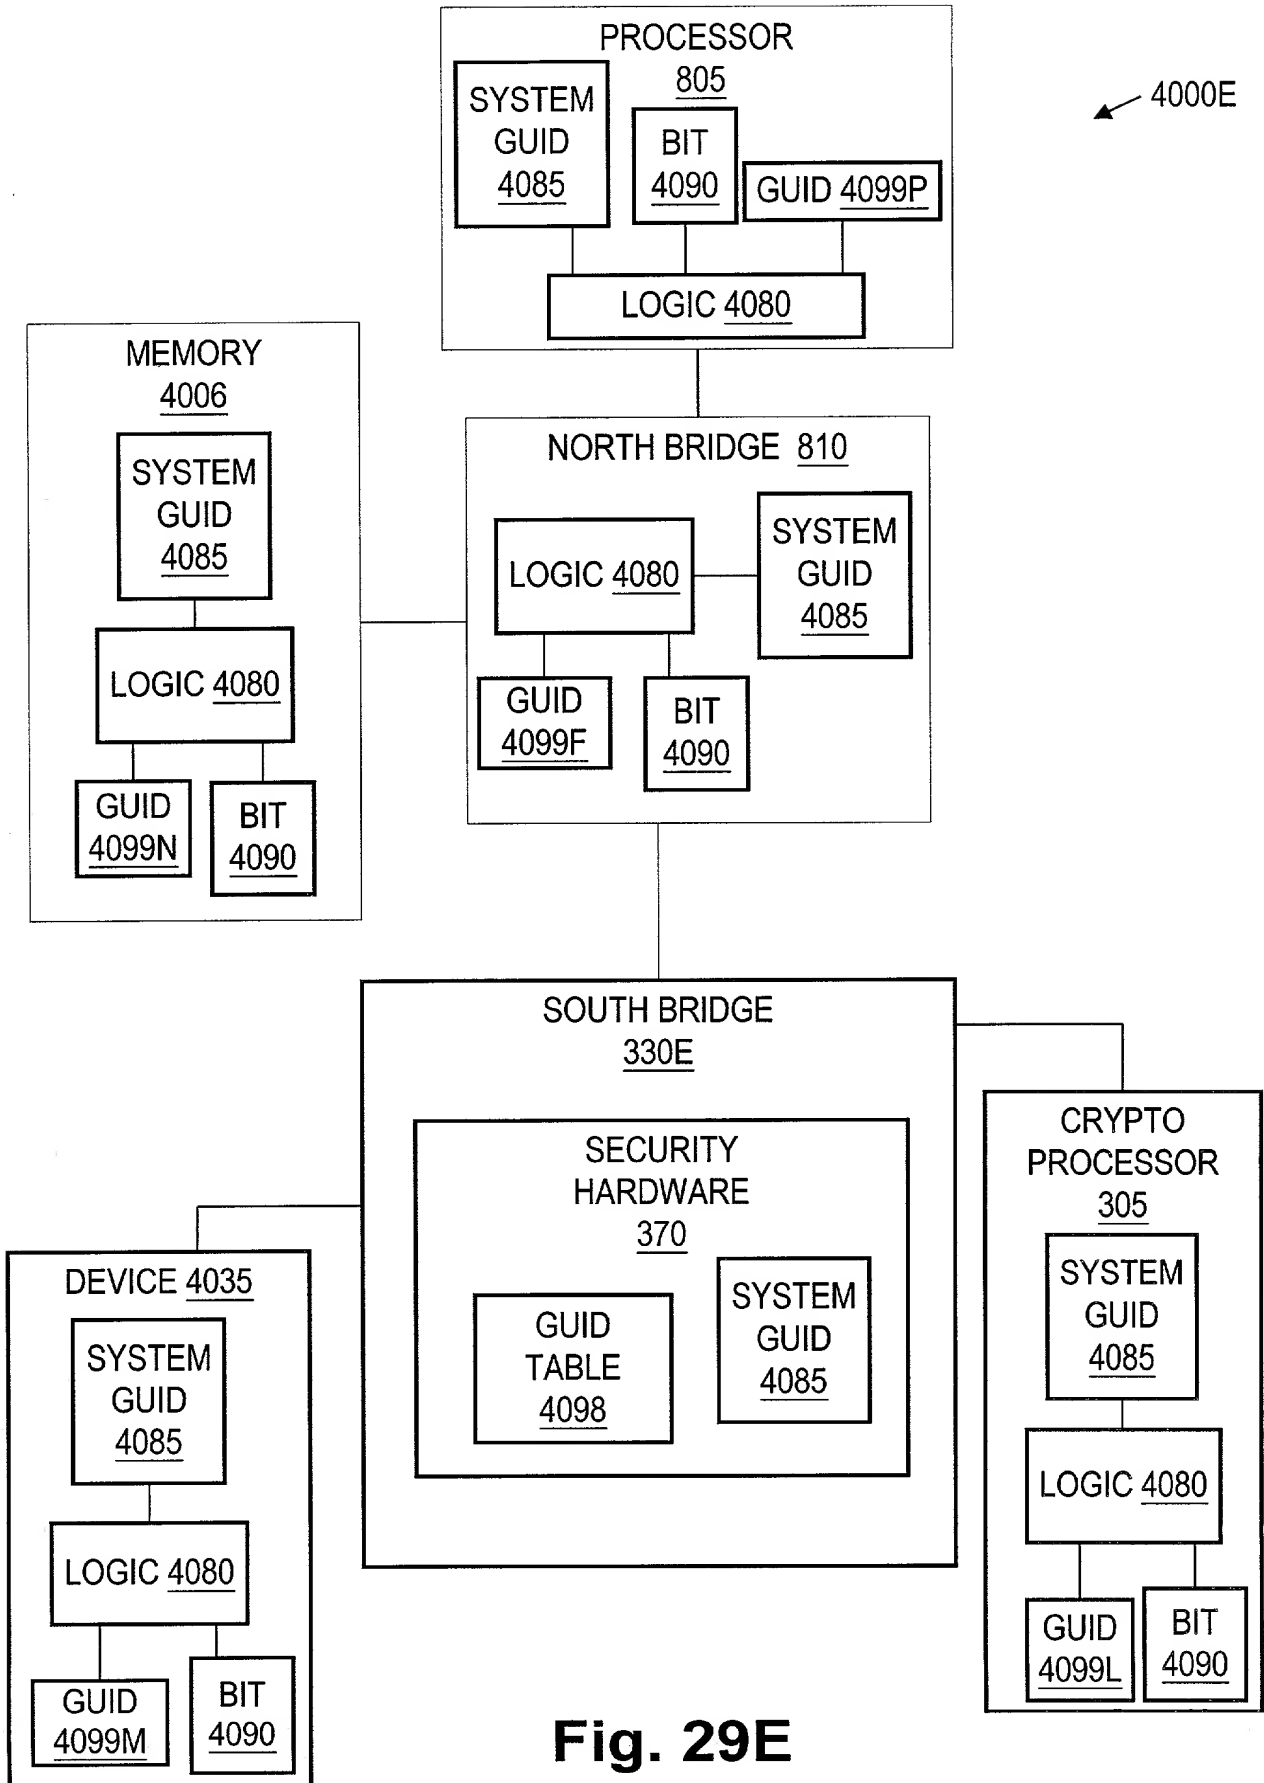 PROCESSOR
805
4000E
SYSTEM
GUID
4085
BIT
4090
GUID 4099P
LOGIC 4080
MEMORY
4006
SYSTEM
GUID
4085
LOGIC 4080
GUID
4099N
BIT
4090
NORTH BRIDGE 810
LOGIC 4080
SYSTEM
GUID
4085
GUID
4099F
BIT
4090
SOUTH BRIDGE
330E
SECURITY
HARDWARE
370
GUID
TABLE
4098
SYSTEM
GUID
4085
CRYPTO
PROCESSOR
305
SYSTEM
GUID
4085
LOGIC 4080
GUID
4099L
BIT
4090
DEVICE 4035
SYSTEM
GUID
4085
LOGIC 4080
GUID
4099M
BIT
4090
Fig. 29E